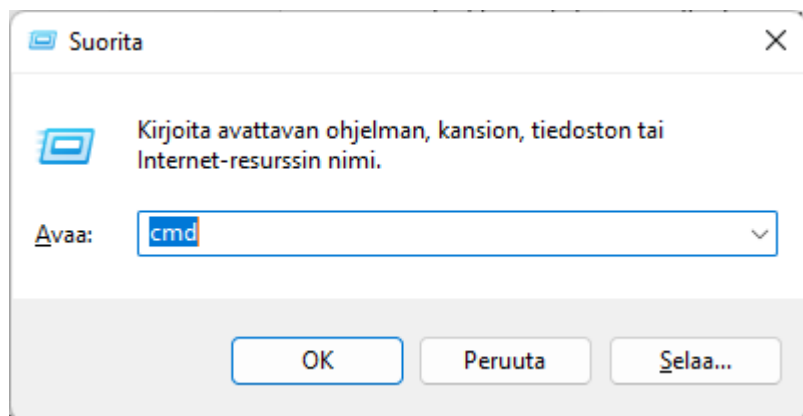 Suorita
Kirjoita avattavan ohjelman, kansion, tiedoston tai
Internet-resurssin nimi.
Avaa: cmd
OK Peruuta Selaa...